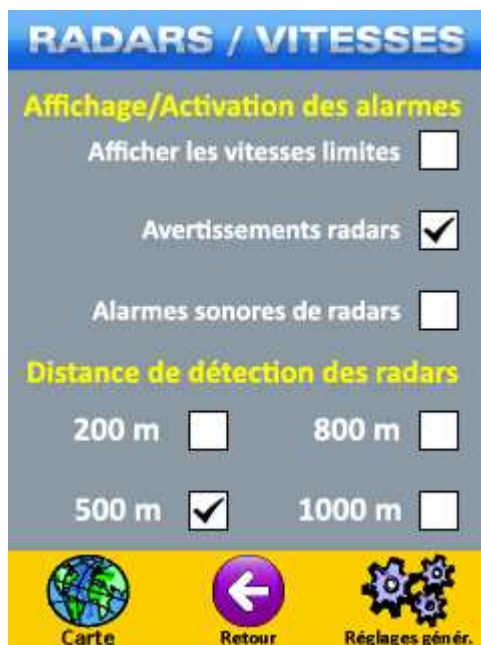 RADARS / VITESSES
Affichage/Activation des alarmes
Afficher les vitesses limites
Avertissements radars
Alarmes sonores de radars
Distance de détection des radars
200 m 800 m
500 m 1000 m
Carte Retour Réglages génér.